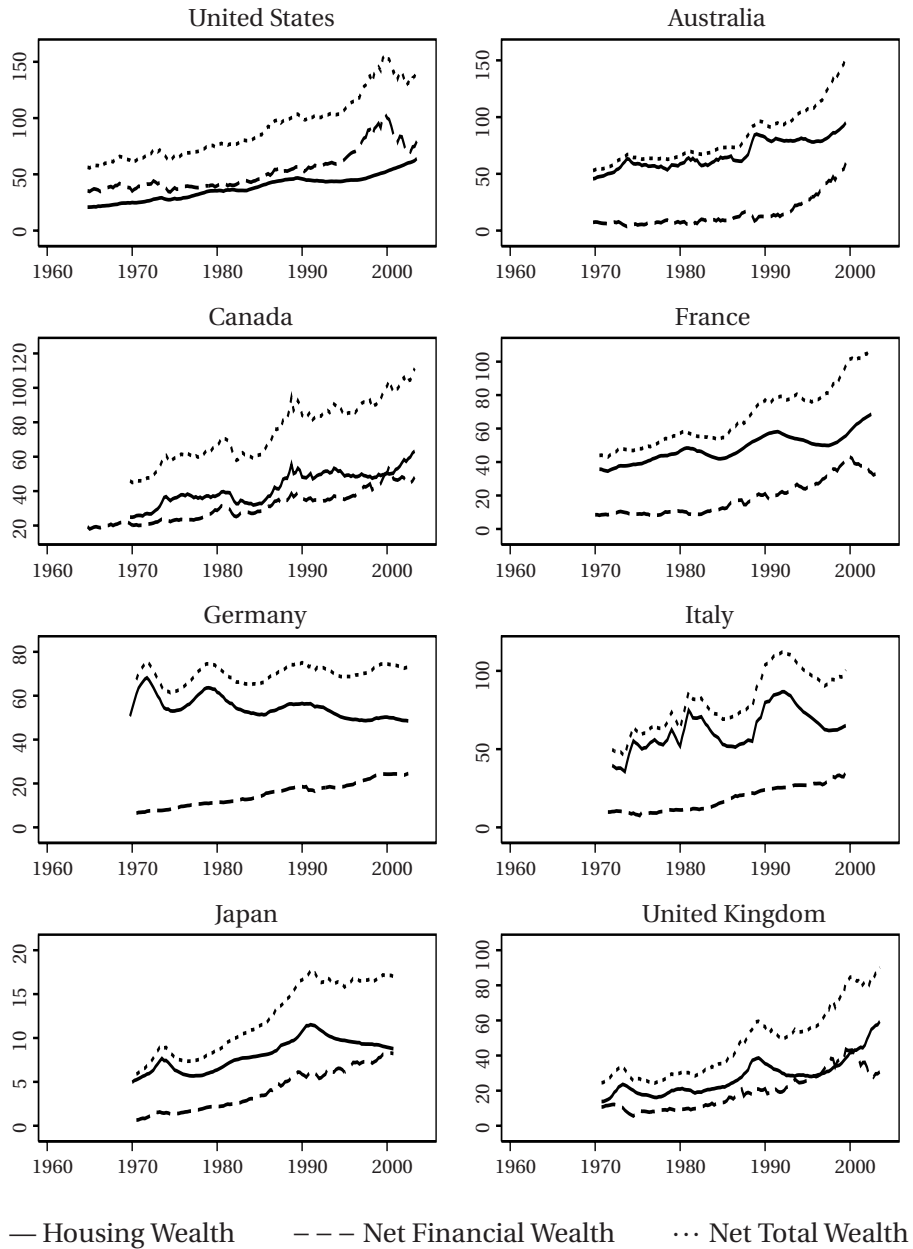 United States
150
100
50
0
1960 1970 1980 1990 2000
Australia
150
100
50
0
1960 1970 1980 1990 2000
Canada
120
100
80
60
40
20
1960 1970 1980 1990 2000
France
100
80
60
40
20
0
1960 1970 1980 1990 2000
Germany
80
60
40
20
0
1960 1970 1980 1990 2000
Italy
100
50
0
1960 1970 1980 1990 2000
Japan
20
15
10
5
0
1960 1970 1980 1990 2000
United Kingdom
100
80
60
40
20
0
1960 1970 1980 1990 2000
Housing Wealth Net Financial Wealth Net Total Wealth